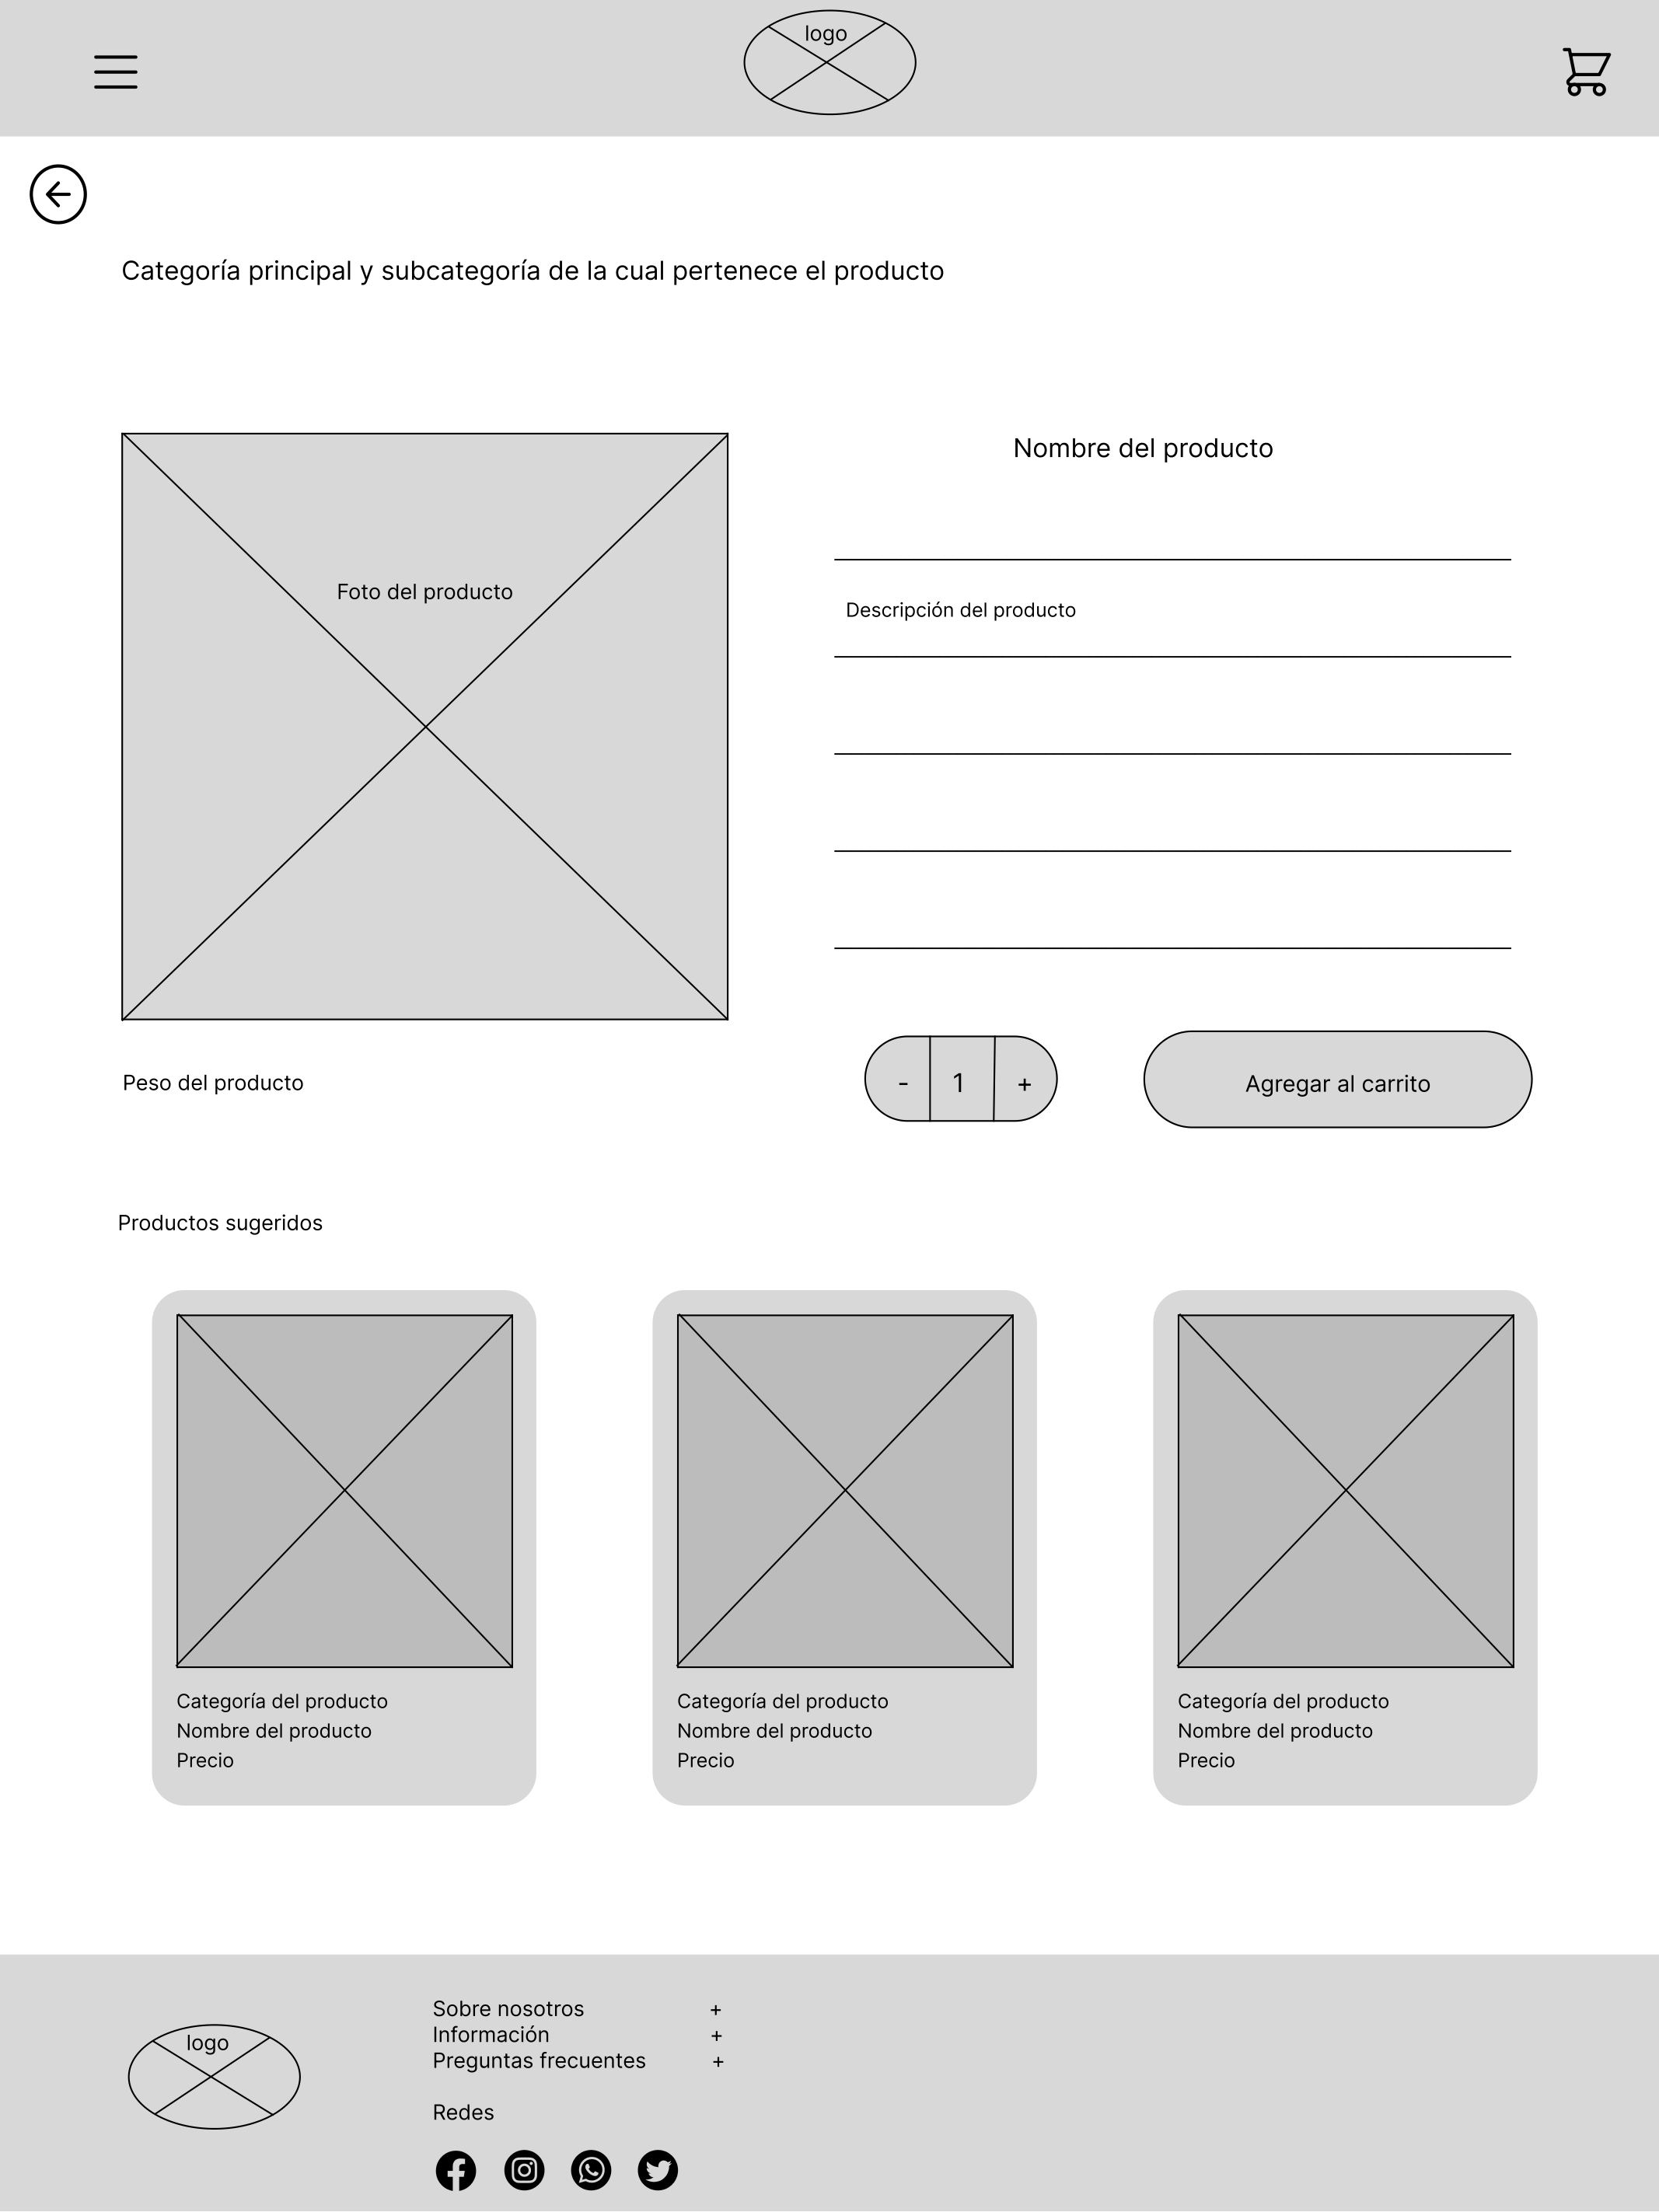 logo
Categoría principal y subcategoría de la cual pertenece el producto
Nombre del producto
Foto del producto
Descripción del producto
Peso del producto
- 1 +
Agregar al carrito
Productos sugeridos
Categoría del producto
Nombre del producto
Precio
Categoría del producto
Nombre del producto
Precio
Categoría del producto
Nombre del producto
Precio
logo
Sobre nosotros +
Información +
Preguntas frecuentes +
Redes